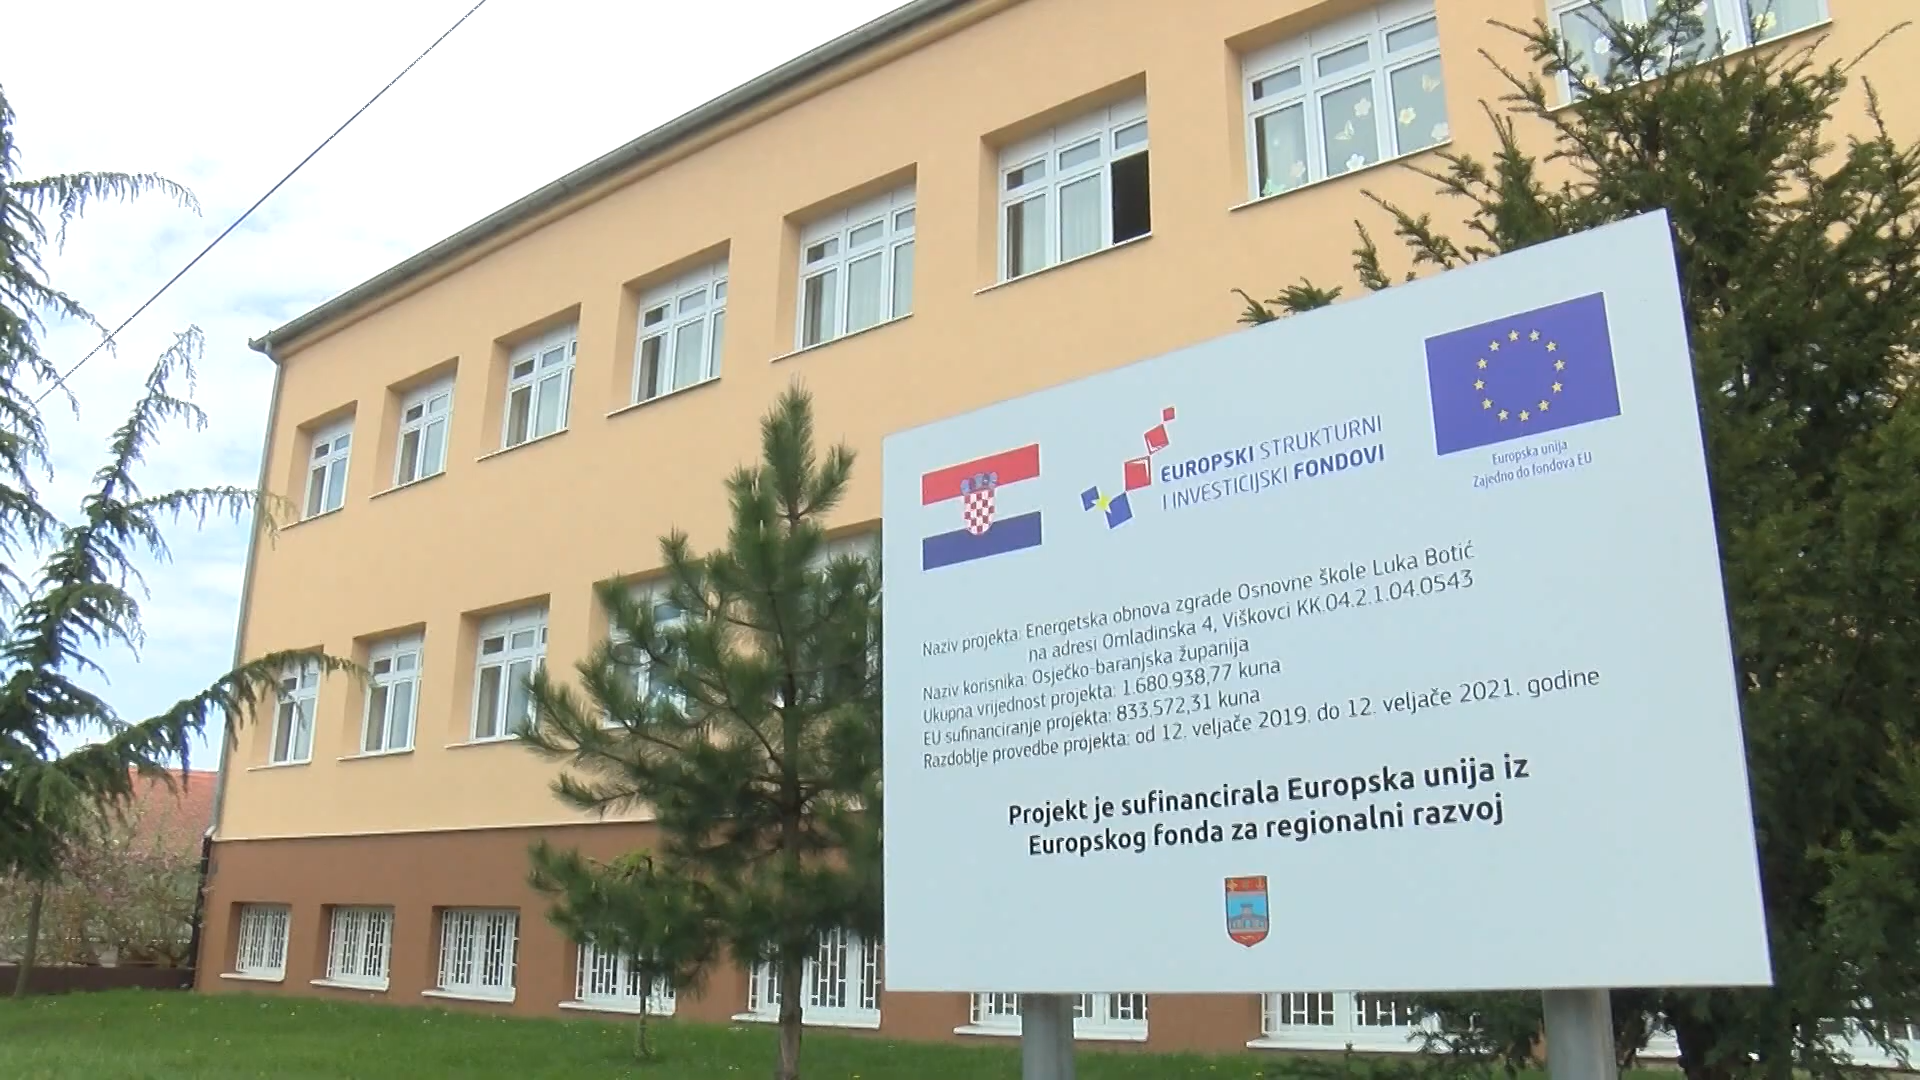 EUROPSKI STRUKTURNI
I INVESTICIJSKI FONDOVI
Europska unija
Zajedno do fondova EU
Naziv projekta: Energetska obnova zgrade Osnovne škole Luka Botić
na adresi Omladinska 4, Viškovci KK.04.2.1.04.0543
Naziv korisnika: Osječko-baranjska županija
Ukupna vrijednost projekta: 1.680.938,77 kuna
EU sufinanciranje projekta: 833.572,31 kuna
Razdoblje provedbe projekta: od 12. veljače 2019. do 12. veljače 2021. godine
Projekt je sufinancirala Europska unija iz
Europskog fonda za regionalni razvoj